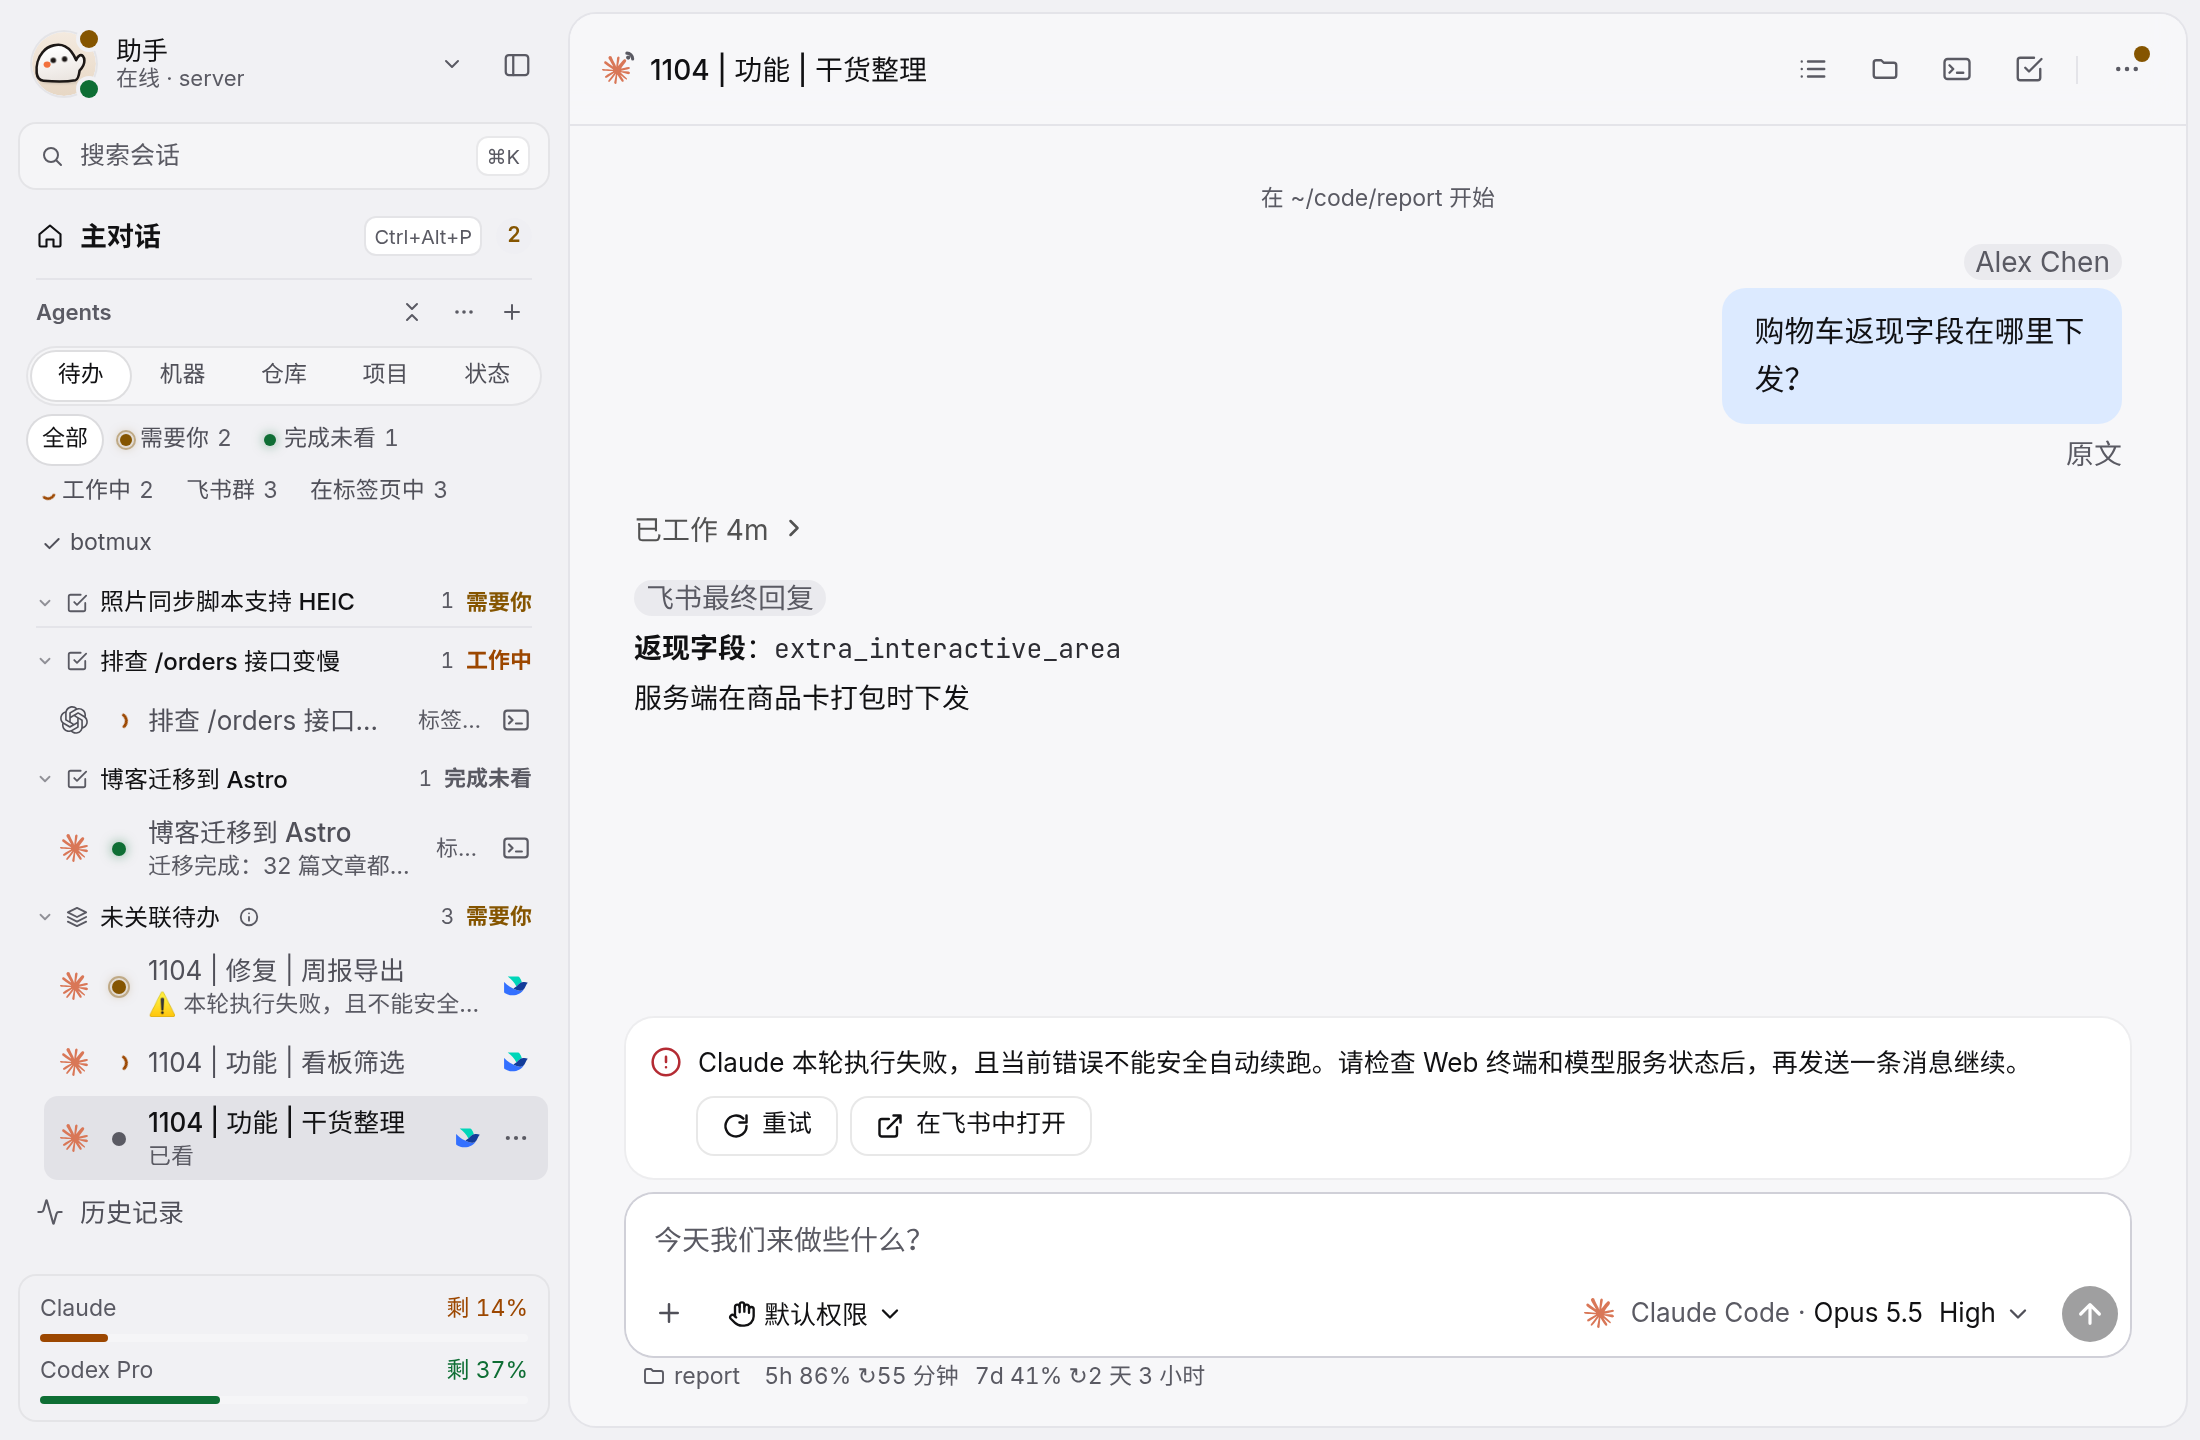 助手
在线 · server
搜索会话
⌘K
主对话
Ctrl+Alt+P
2
Agents
待办 机器 仓库 项目 状态
全部 需要你 2 完成未看 1
工作中 2 飞书群 3 在标签页中 3
botmux
照片同步脚本支持 HEIC 1 需要你
排查 /orders 接口变慢 1 工作中
排查 /orders 接口... 标签...
博客迁移到 Astro 1 完成未看
博客迁移到 Astro 标...
迁移完成：32 篇文章都...
未关联待办 3 需要你
1104 | 修复 | 周报导出
⚠️ 本轮执行失败，且不能安全...
1104 | 功能 | 看板筛选
1104 | 功能 | 干货整理
已看
历史记录
Claude 剩 14%
Codex Pro 剩 37%
1104 | 功能 | 干货整理
在 ~/code/report 开始
Alex Chen
购物车返现字段在哪里下
发？
原文
已工作 4m
飞书最终回复
返现字段：extra_interactive_area
服务端在商品卡打包时下发
Claude 本轮执行失败，且当前错误不能安全自动续跑。请检查 Web 终端和模型服务状态后，再发送一条消息继续。
重试 在飞书中打开
今天我们来做些什么？
默认权限 Claude Code · Opus 5.5 High
report 5h 86% ↻55 分钟 7d 41% ↻2 天 3 小时